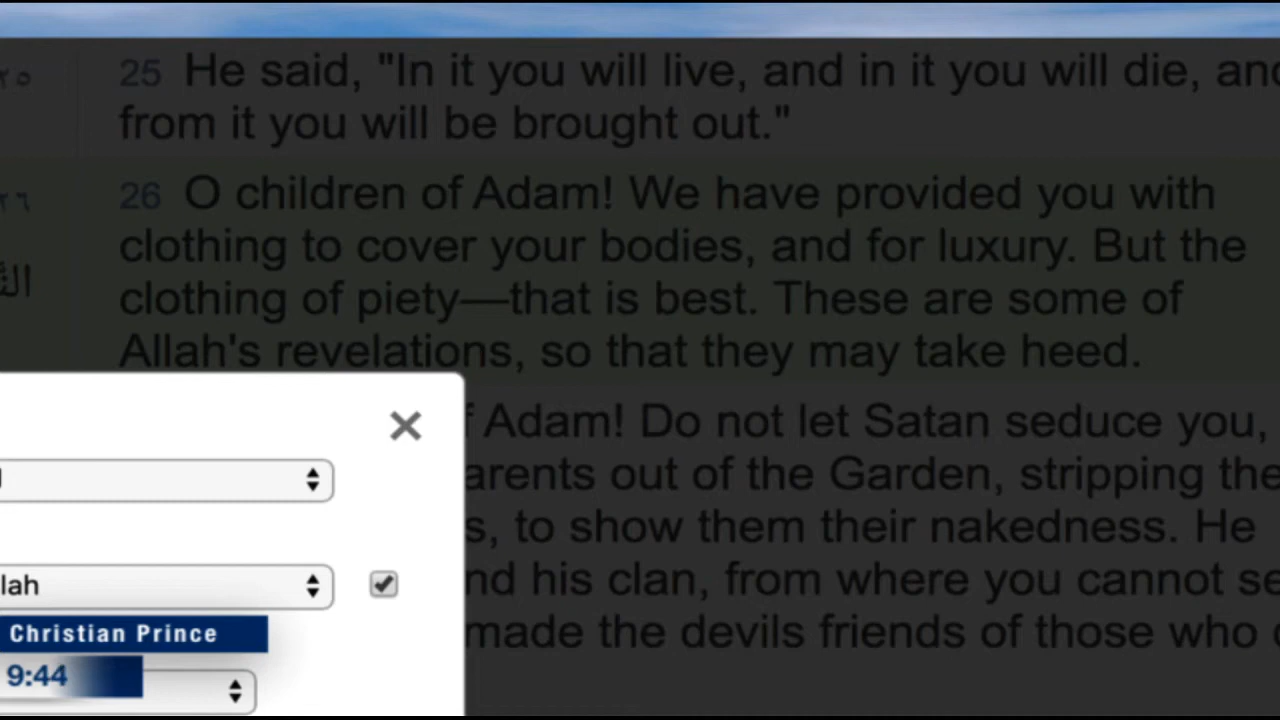 ٢٥
25 He said, "In it you will live, and in it you will die, and
from it you will be brought out."
٢٦
26 O children of Adam! We have provided you with
clothing to cover your bodies, and for luxury. But the
clothing of piety—that is best. These are some of
Allah's revelations, so that they may take heed.
f Adam! Do not let Satan seduce you,
arents out of the Garden, stripping the
s, to show them their nakedness. He
nd his clan, from where you cannot se
made the devils friends of those who
lah
Christian Prince
9:44